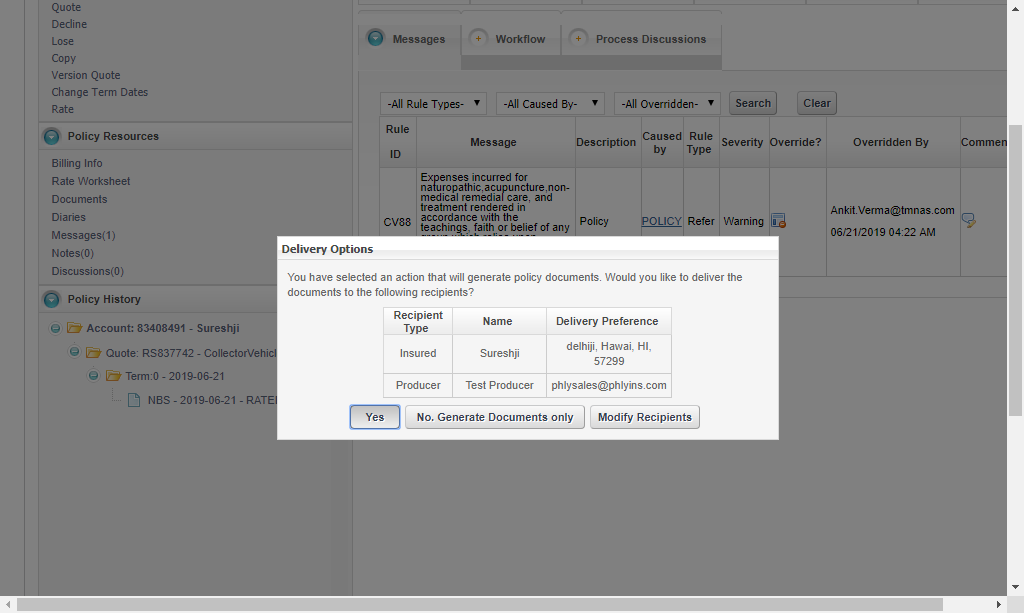 Quote
Decline
Lose
Copy
Version Quote
Change Term Dates
Rate
Policy Resources
Billing Info
Rate Worksheet
Documents
Diaries
Messages(1)
Notes(0)
Discussions(0)
Policy History
Account: 83408491 - Sureshji
Quote: RS837742 - CollectorVehicl
Term:0 - 2019-06-21
NBS - 2019-06-21 - RATE
Messages
Workflow
Process Discussions
-All Rule Types-
-All Caused By-
-All Overridden-
Search
Clear
Rule
ID
Message
Description
Caused
by
Rule
Type
Severity
Override?
Overridden By
Commen
CV88
Expenses incurred for
naturopathic,acupuncture,non-
medical remedial care, and
treatment rendered in
accordance with the
teachings, faith or belief of any
Policy
POLICY
Refer
Warning
Ankit.Verma@tmnas.com
06/21/2019 04:22 AM
Delivery Options
You have selected an action that will generate policy documents. Would you like to deliver the
documents to the following recipients?
Recipient
Type
Name
Delivery Preference
Insured
Sureshji
delhiji, Hawai, HI,
57299
Producer
Test Producer
phlysales@phlyins.com
Yes
No. Generate Documents only
Modify Recipients